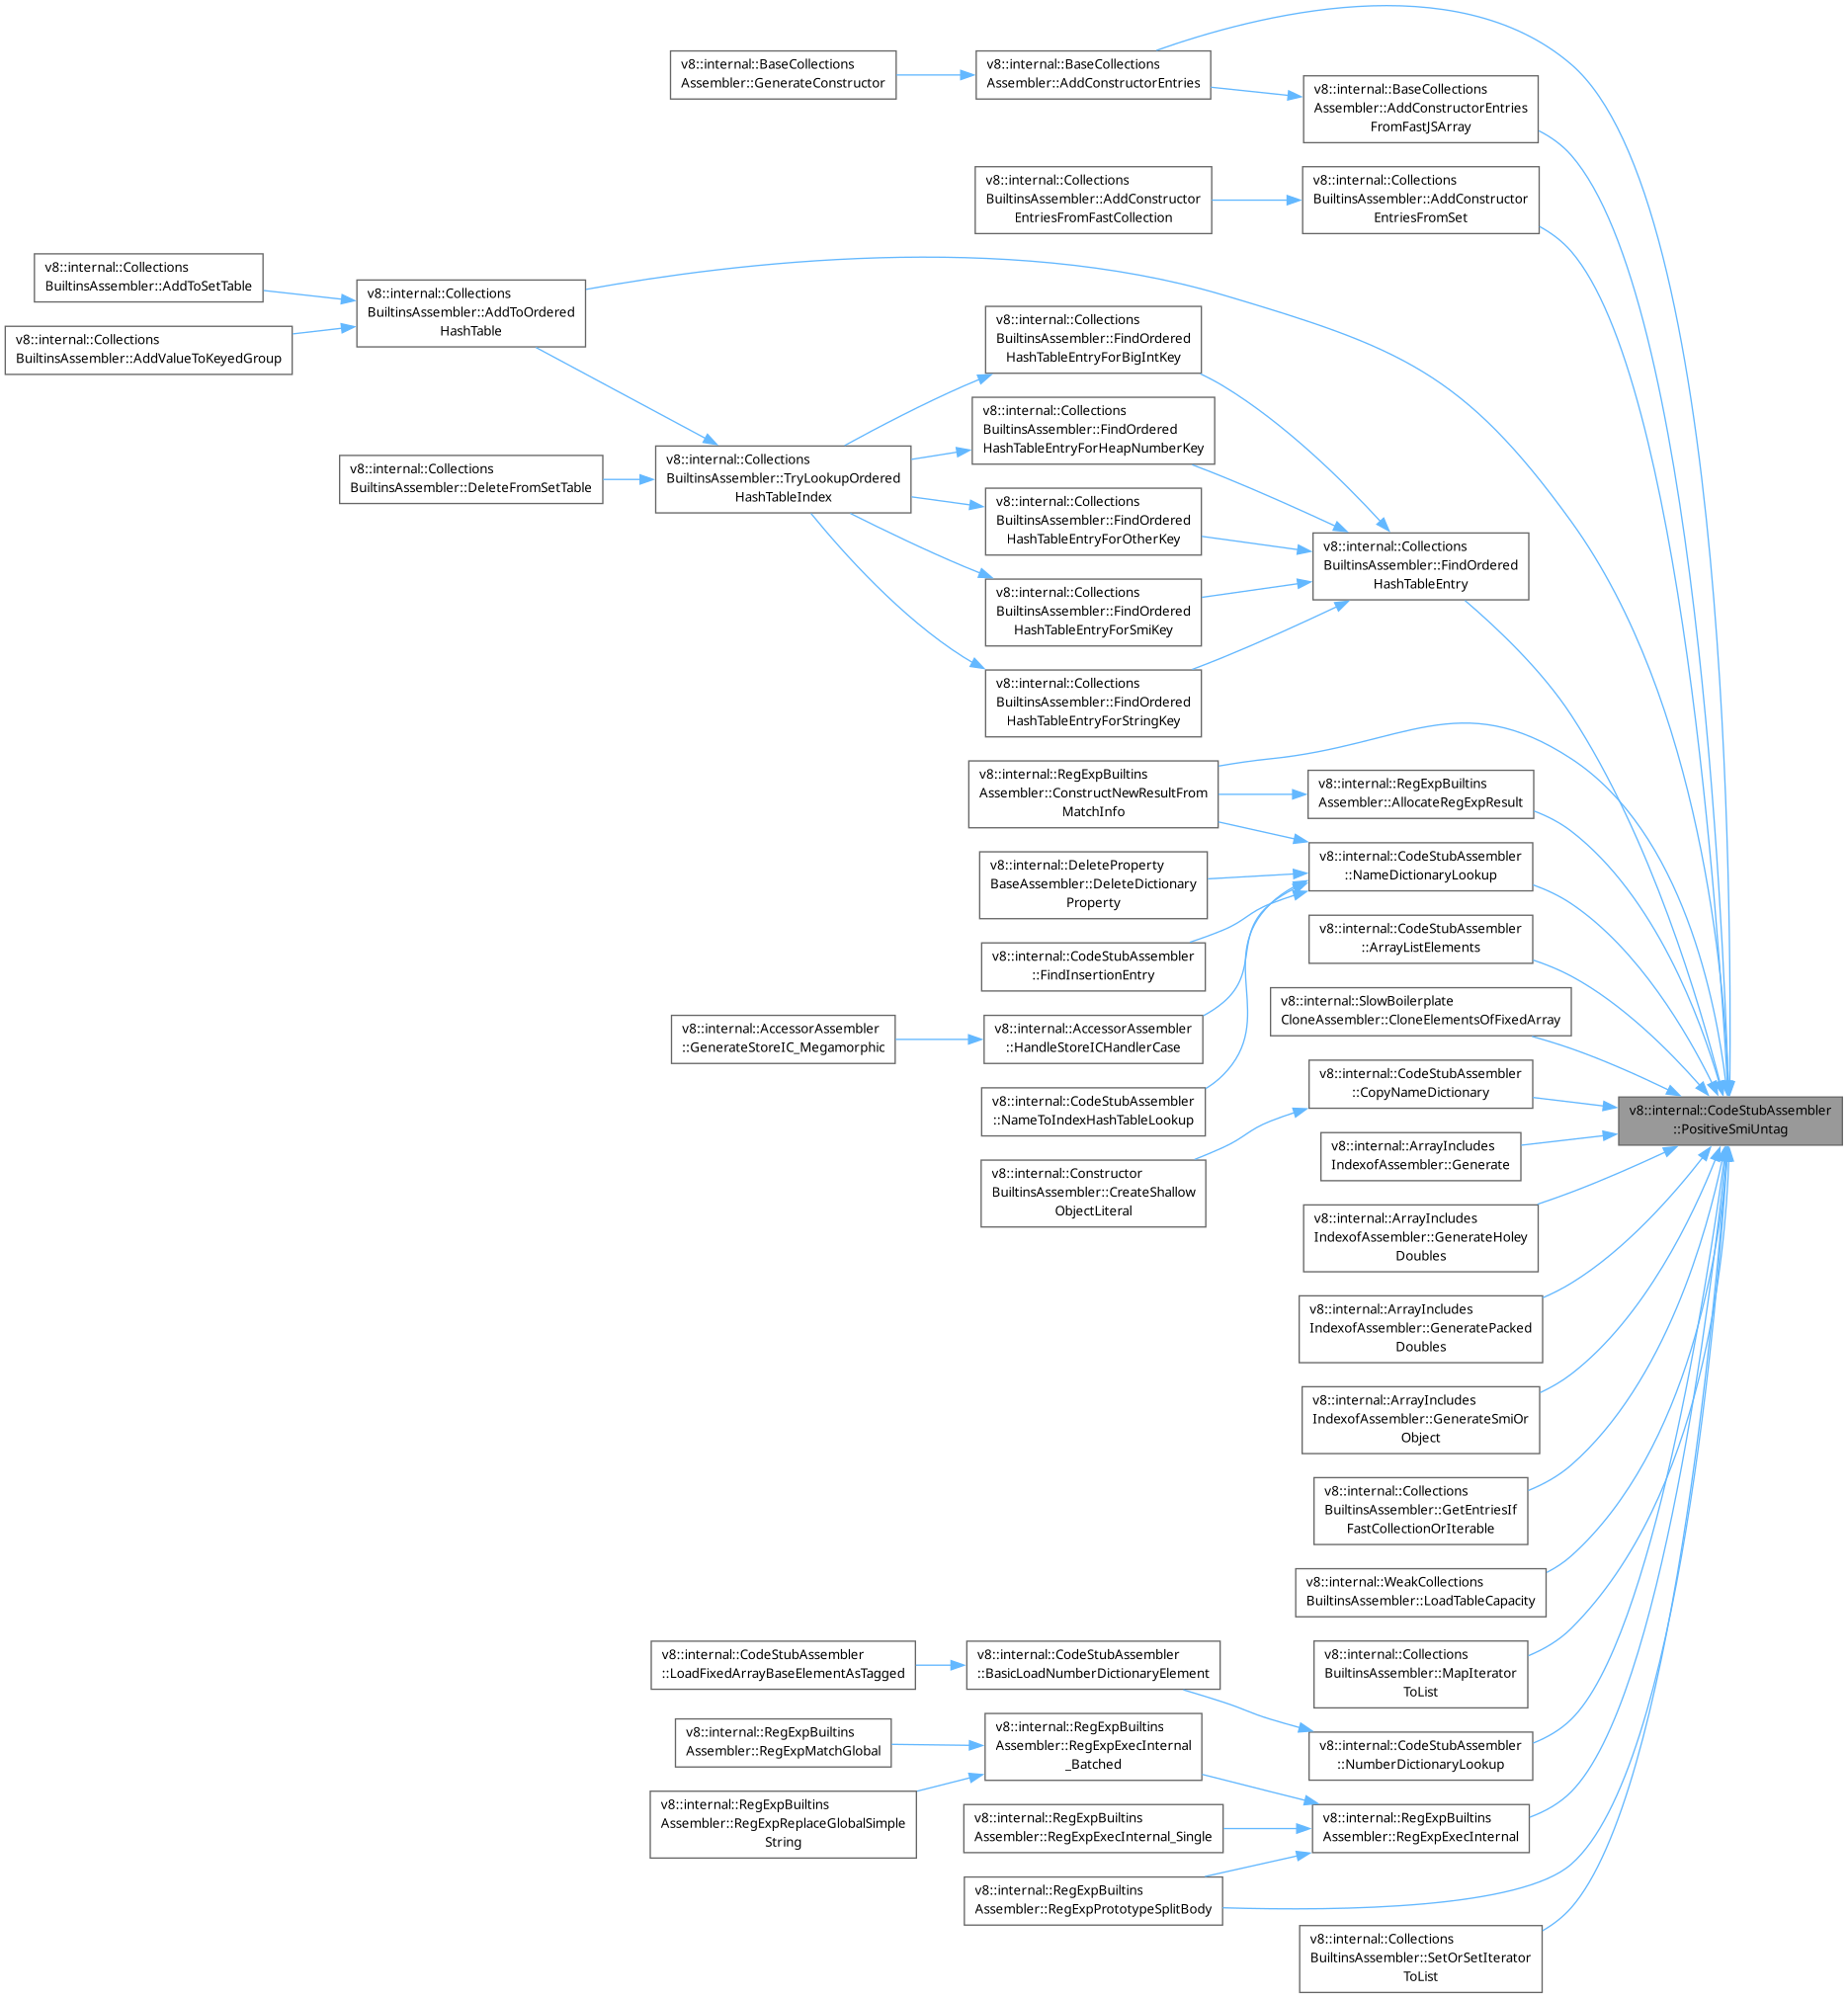 v8::internal::BaseCollections
Assembler::GenerateConstructor
v8::internal::BaseCollections
Assembler::AddConstructorEntries
v8::internal::BaseCollections
Assembler::AddConstructorEntries
FromFastJSArray
v8::internal::Collections
BuiltinsAssembler::AddConstructor
EntriesFromFastCollection
v8::internal::Collections
BuiltinsAssembler::AddConstructor
EntriesFromSet
v8::internal::Collections
BuiltinsAssembler::AddToSetTable
v8::internal::Collections
BuiltinsAssembler::AddValueToKeyedGroup
v8::internal::Collections
BuiltinsAssembler::AddToOrdered
HashTable
v8::internal::Collections
BuiltinsAssembler::DeleteFromSetTable
v8::internal::Collections
BuiltinsAssembler::TryLookupOrdered
HashTableIndex
v8::internal::Collections
BuiltinsAssembler::FindOrdered
HashTableEntryForBigIntKey
v8::internal::Collections
BuiltinsAssembler::FindOrdered
HashTableEntryForHeapNumberKey
v8::internal::Collections
BuiltinsAssembler::FindOrdered
HashTableEntryForOtherKey
v8::internal::Collections
BuiltinsAssembler::FindOrdered
HashTableEntryForSmiKey
v8::internal::Collections
BuiltinsAssembler::FindOrdered
HashTableEntryForStringKey
v8::internal::Collections
BuiltinsAssembler::FindOrdered
HashTableEntry
v8::internal::RegExpBuiltins
Assembler::ConstructNewResultFrom
MatchInfo
v8::internal::RegExpBuiltins
Assembler::AllocateRegExpResult
v8::internal::DeleteProperty
BaseAssembler::DeleteDictionary
Property
v8::internal::CodeStubAssembler
::NameDictionaryLookup
v8::internal::CodeStubAssembler
::FindInsertionEntry
v8::internal::CodeStubAssembler
::ArrayListElements
v8::internal::AccessorAssembler
::GenerateStoreIC_Megamorphic
v8::internal::AccessorAssembler
::HandleStoreICHandlerCase
v8::internal::SlowBoilerplate
CloneAssembler::CloneElementsOfFixedArray
v8::internal::CodeStubAssembler
::NameToIndexHashTableLookup
v8::internal::CodeStubAssembler
::CopyNameDictionary
v8::internal::CodeStubAssembler
::PositiveSmiUntag
v8::internal::Constructor
BuiltinsAssembler::CreateShallow
ObjectLiteral
v8::internal::ArrayIncludes
IndexofAssembler::Generate
v8::internal::ArrayIncludes
IndexofAssembler::GenerateHoley
Doubles
v8::internal::ArrayIncludes
IndexofAssembler::GeneratePacked
Doubles
v8::internal::ArrayIncludes
IndexofAssembler::GenerateSmiOr
Object
v8::internal::Collections
BuiltinsAssembler::GetEntriesIf
FastCollectionOrIterable
v8::internal::WeakCollections
BuiltinsAssembler::LoadTableCapacity
v8::internal::Collections
BuiltinsAssembler::MapIterator
ToList
v8::internal::CodeStubAssembler
::LoadFixedArrayBaseElementAsTagged
v8::internal::CodeStubAssembler
::BasicLoadNumberDictionaryElement
v8::internal::CodeStubAssembler
::NumberDictionaryLookup
v8::internal::RegExpBuiltins
Assembler::RegExpMatchGlobal
v8::internal::RegExpBuiltins
Assembler::RegExpExecInternal
_Batched
v8::internal::RegExpBuiltins
Assembler::RegExpReplaceGlobalSimple
String
v8::internal::RegExpBuiltins
Assembler::RegExpExecInternal_Single
v8::internal::RegExpBuiltins
Assembler::RegExpExecInternal
v8::internal::RegExpBuiltins
Assembler::RegExpPrototypeSplitBody
v8::internal::Collections
BuiltinsAssembler::SetOrSetIterator
ToList